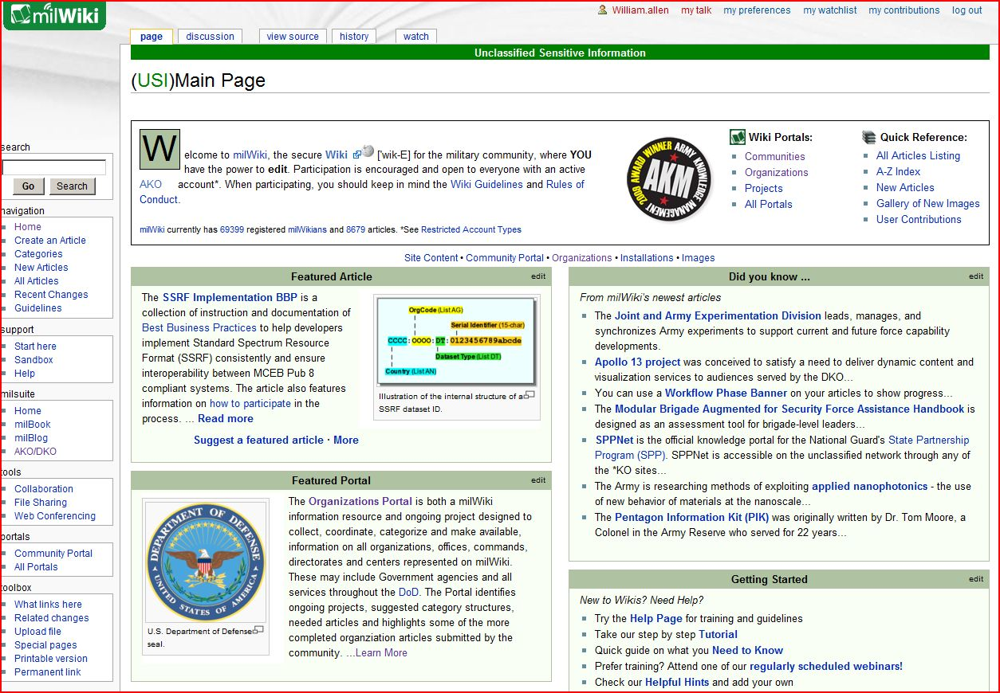 milWiki
William.allen my talk my preferences my watchlist my contributions log out
page discussion view source history watch
Unclassified Sensitive Information
(USI)Main Page
search
Go Search
navigation
Home
Create an Article
Categories
New Articles
All Articles
Recent Changes
Guidelines
support
Start here
Sandbox
Help
milsuite
Home
milBook
milBlog
AKO/DKO
tools
Collaboration
File Sharing
Web Conferencing
portals
Community Portal
All Portals
toolbox
What links here
Related changes
Upload file
Special pages
Printable version
Permanent link
Welcome to milWiki, the secure Wiki ['wik-E] for the military community, where YOU
have the power to edit. Participation is encouraged and open to everyone with an active
AKO account*. When participating, you should keep in mind the Wiki Guidelines and Rules of
Conduct.
milWiki currently has 69399 registered milWikians and 8679 articles. *See Restricted Account Types
2008 AWARD WINNER ARMY KNOWLEDGE MANAGEMENT
AKM
Wiki Portals:
Communities
Organizations
Projects
All Portals
Quick Reference:
All Articles Listing
A-Z Index
New Articles
Gallery of New Images
User Contributions
Site Content • Community Portal • Organizations • Installations • Images
Featured Article edit
The SSRF Implementation BBP is a
collection of instruction and documentation of
Best Business Practices to help developers
implement Standard Spectrum Resource
Format (SSRF) consistently and ensure
interoperability between MCEB Pub 8
compliant systems. The article also features
information on how to participate in the
process. ... Read more
OrgCode (List AG)
Serial Identifier (15-char)
CCCC:OOOO:DT:0123456789abcde
Dataset Type (List DT)
Country (List AN)
Illustration of the internal structure of a
SSRF dataset ID.
Suggest a featured article · More
Featured Portal edit
DEPARTMENT OF DEFENSE
UNITED STATES OF AMERICA
U.S. Department of Defense
seal.
The Organizations Portal is both a milWiki
information resource and ongoing project designed to
collect, coordinate, categorize and make available,
information on all organizations, offices, commands,
directorates and centers represented on milWiki.
These may include Government agencies and all
services throughout the DoD. The Portal identifies
ongoing projects, suggested category structures,
needed articles and highlights some of the more
completed organziation articles submitted by the
community. ...Learn More
Did you know ... edit
From milWiki's newest articles
The Joint and Army Experimentation Division leads, manages, and
synchronizes Army experiments to support current and future force capability
developments.
Apollo 13 project was conceived to satisfy a need to deliver dynamic content and
visualization services to audiences served by the DKO...
You can use a Workflow Phase Banner on your articles to show progress...
The Modular Brigade Augmented for Security Force Assistance Handbook is
designed as an assessment tool for brigade-level leaders...
SPPNet is the official knowledge portal for the National Guard's State Partnership
Program (SPP). SPPNet is accessible on the unclassified network through any of
the *KO sites...
The Army is researching methods of exploiting applied nanophotonics - the use
of new behavior of materials at the nanoscale...
The Pentagon Information Kit (PIK) was originally written by Dr. Tom Moore, a
Colonel in the Army Reserve who served for 22 years...
Getting Started edit
New to Wikis? Need Help?
Try the Help Page for training and guidelines
Take our step by step Tutorial
Quick guide on what you Need to Know
Prefer training? Attend one of our regularly scheduled webinars!
Check our Helpful Hints and add your own